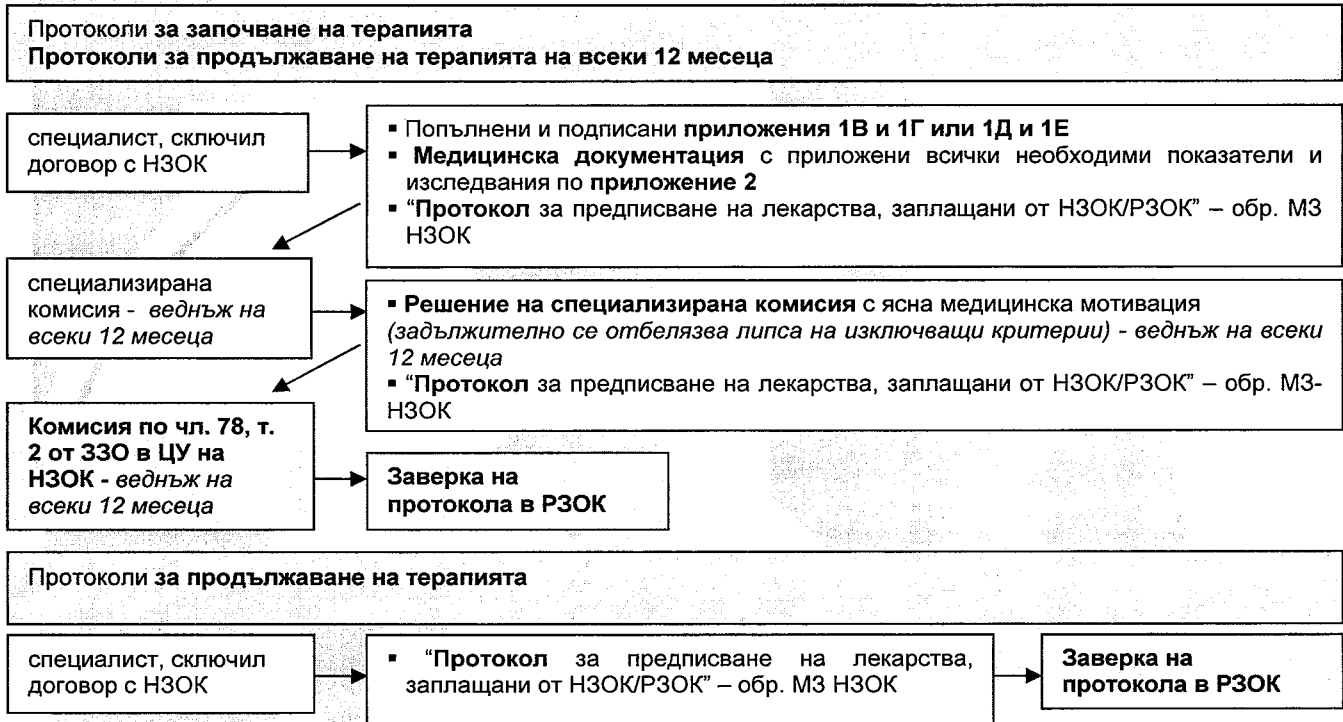 Протоколи за започване на терапията
Протоколи за продължаване на терапията на всеки 12 месеца
специалист, сключил
договор с НЗОК
▪ Попълнени и подписани приложения 1В и 1Г или 1Д и 1Е
▪ Медицинска документация с приложени всички необходими показатели и
изследвания по приложение 2
▪ “Протокол за предписване на лекарства, заплащани от НЗОК/РЗОК” – обр. МЗ
НЗОК
специализирана
комисия - веднъж на
всеки 12 месеца
▪ Решение на специализирана комисия с ясна медицинска мотивация
(задължително се отбелязва липса на изключващи критерии) - веднъж на всеки
12 месеца
▪ “Протокол за предписване на лекарства, заплащани от НЗОК/РЗОК” – обр. МЗ-
НЗОК
Комисия по чл. 78, т.
2 от ЗЗО в ЦУ на
НЗОК - веднъж на
всеки 12 месеца
Заверка на
протокола в РЗОК
Протоколи за продължаване на терапията
специалист, сключил
договор с НЗОК
▪ “Протокол за предписване на лекарства,
заплащани от НЗОК/РЗОК” – обр. МЗ НЗОК
Заверка на
протокола в РЗОК